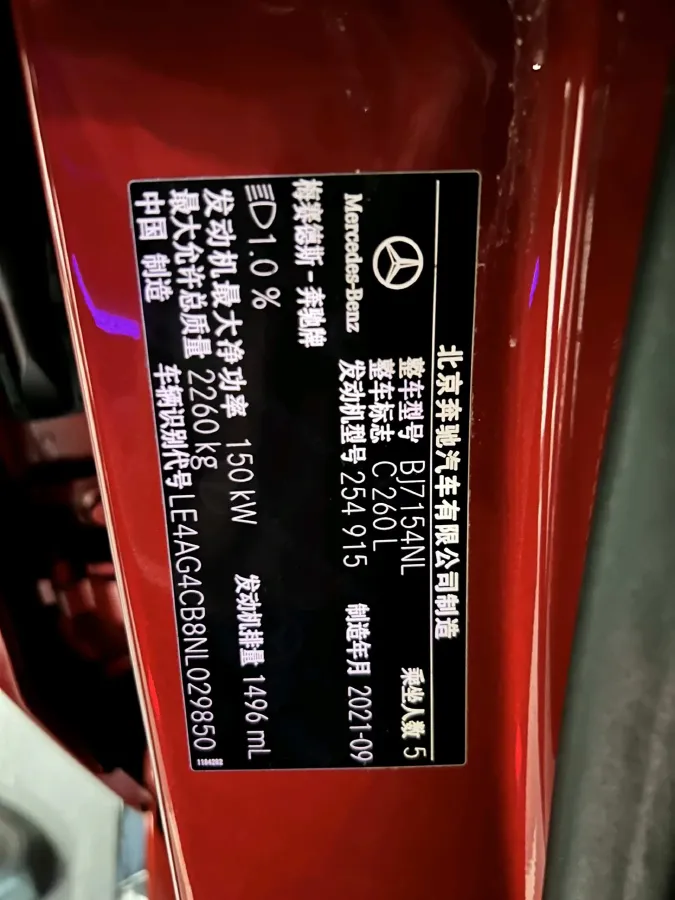 北京奔驰汽车有限公司制造
Mercedes-Benz
梅赛德斯-奔驰牌
整车型号 BJ7154NL 乘坐人数 5
整车标志 C 260 L
发动机型号 254 915 制造年月 2021-09
1.0 %
发动机最大净功率 150 kW 发动机排量 1496 mL
最大允许总质量 2260 kg
中国 制造 车辆识别代号 LE4AG4CB8NL029850